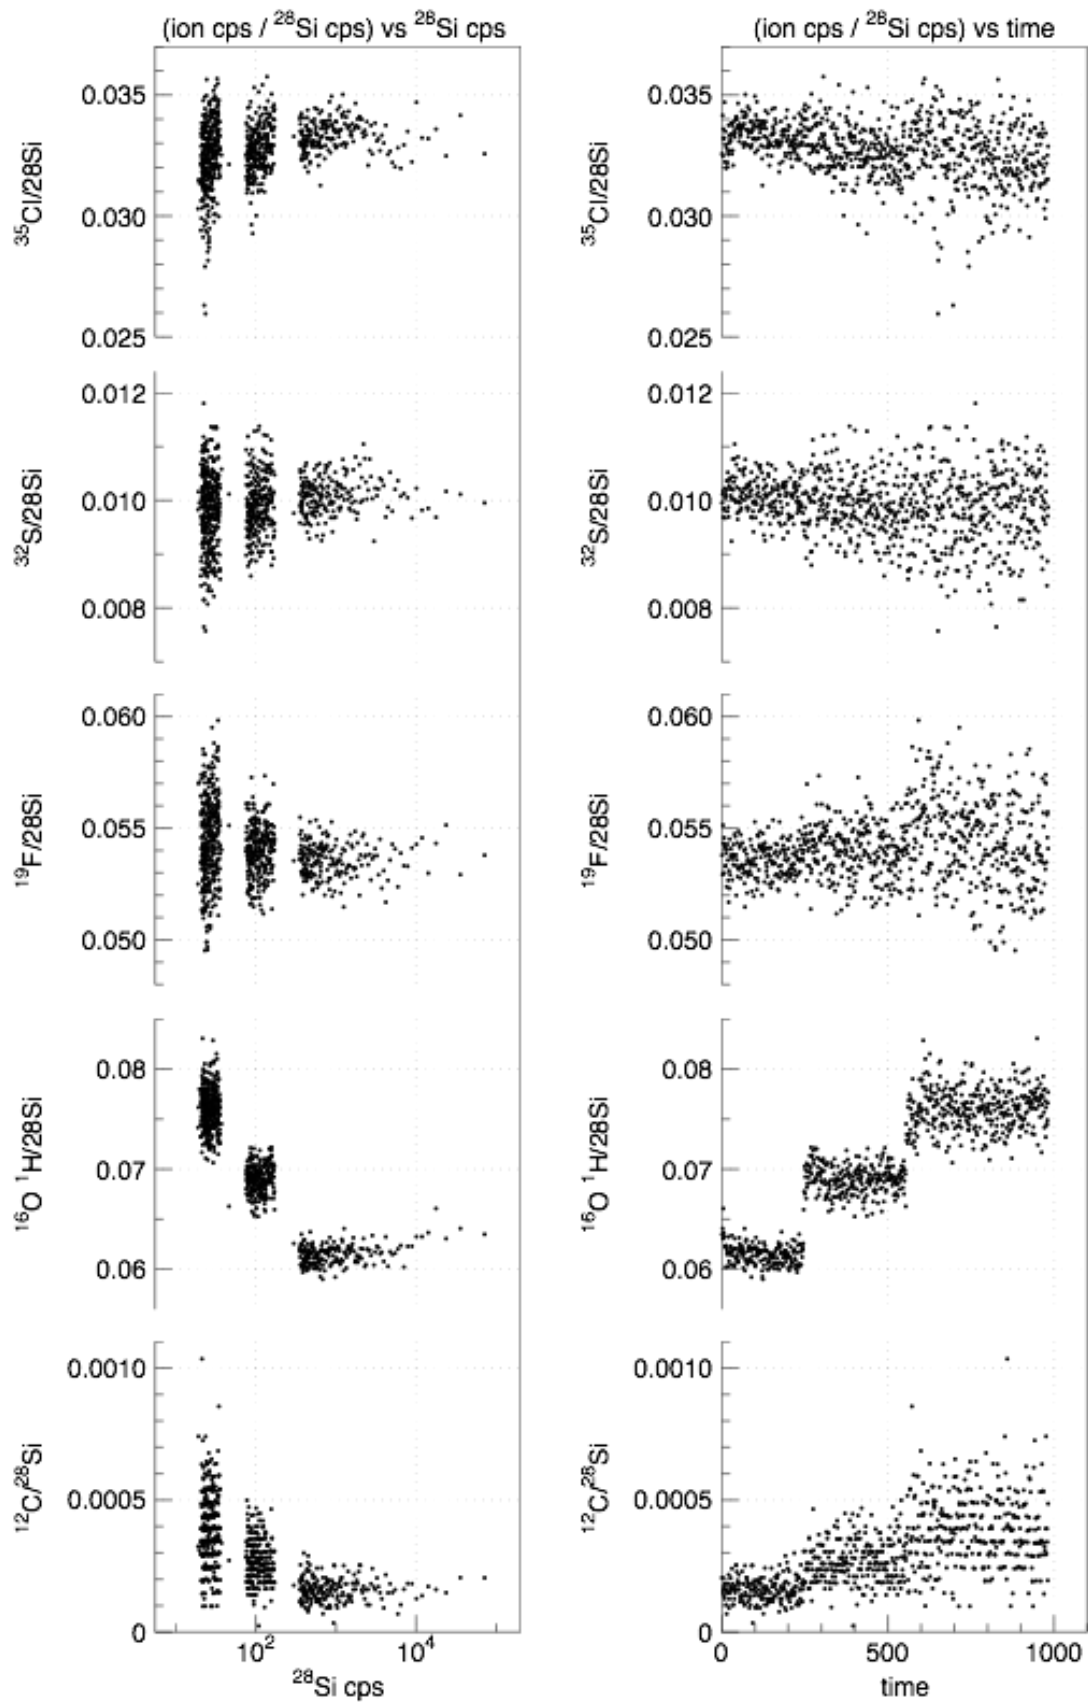 (ion cps / ²⁸Si cps) vs ²⁸Si cps
0.035
0.030
0.025
³⁵Cl/28Si
0.012
0.010
0.008
³²S/28Si
0.060
0.055
0.050
¹⁹F/28Si
0.08
0.07
0.06
¹⁶O ¹H/28Si
0.0010
0.0005
0
¹²C/²⁸Si
10² 10⁴
²⁸Si cps
(ion cps / ²⁸Si cps) vs time
0.035
0.030
0.025
³⁵Cl/28Si
0.012
0.010
0.008
³²S/28Si
0.060
0.055
0.050
¹⁹F/28Si
0.08
0.07
0.06
¹⁶O ¹H/28Si
0.0010
0.0005
0
¹²C/²⁸Si
0 500 1000
time